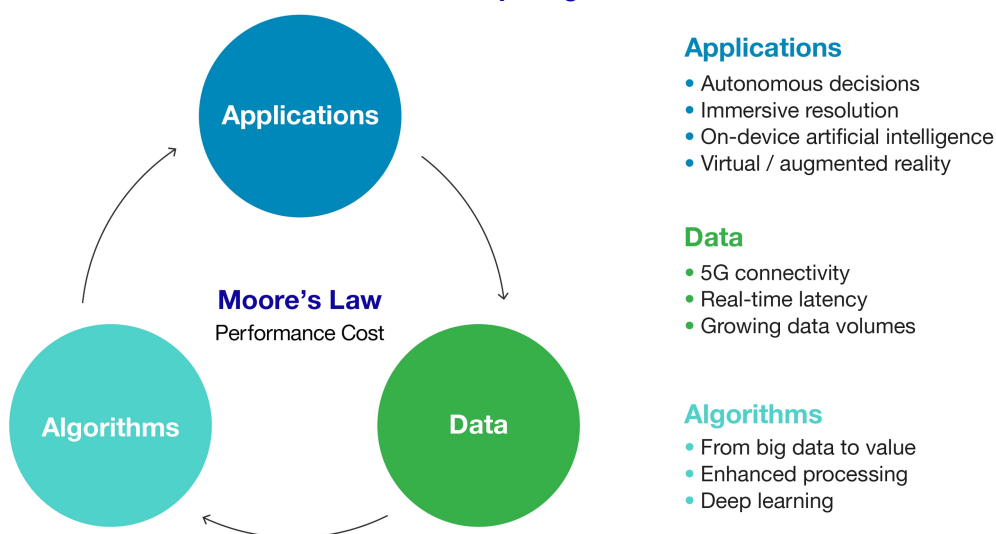 Applications
Moore's Law
Performance Cost
Algorithms
Data
Applications
• Autonomous decisions
• Immersive resolution
• On-device artificial intelligence
• Virtual / augmented reality
Data
• 5G connectivity
• Real-time latency
• Growing data volumes
Algorithms
• From big data to value
• Enhanced processing
• Deep learning